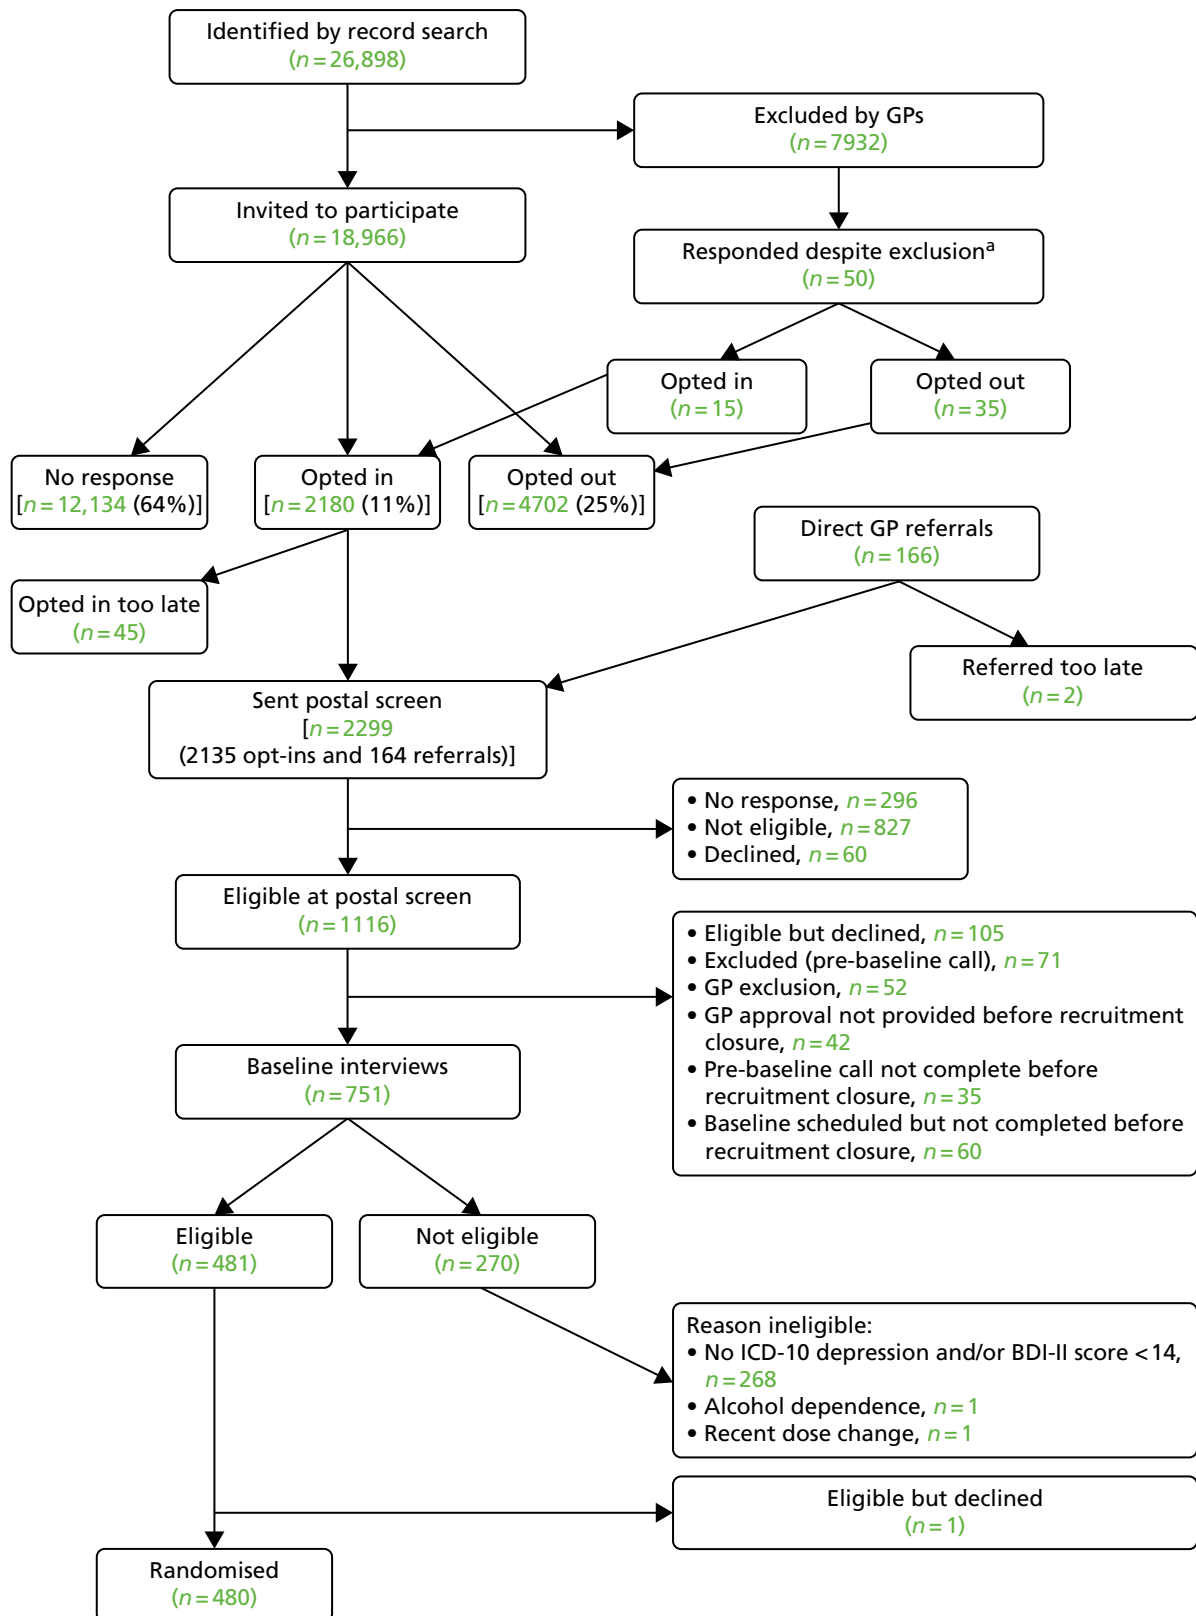 Identified by record search
(n = 26,898)
Excluded by GPs
(n = 7932)
Invited to participate
(n = 18,966)
Responded despite exclusionᵃ
(n = 50)
Opted in
(n = 15)
Opted out
(n = 35)
No response
[n = 12,134 (64%)]
Opted in
[n = 2180 (11%)]
Opted out
[n = 4702 (25%)]
Direct GP referrals
(n = 166)
Opted in too late
(n = 45)
Referred too late
(n = 2)
Sent postal screen
[n = 2299
(2135 opt-ins and 164 referrals)]
• No response, n = 296
• Not eligible, n = 827
• Declined, n = 60
Eligible at postal screen
(n = 1116)
• Eligible but declined, n = 105
• Excluded (pre-baseline call), n = 71
• GP exclusion, n = 52
• GP approval not provided before recruitment
closure, n = 42
• Pre-baseline call not complete before
recruitment closure, n = 35
• Baseline scheduled but not completed before
recruitment closure, n = 60
Baseline interviews
(n = 751)
Eligible
(n = 481)
Not eligible
(n = 270)
Reason ineligible:
• No ICD-10 depression and/or BDI-II score < 14,
n = 268
• Alcohol dependence, n = 1
• Recent dose change, n = 1
Eligible but declined
(n = 1)
Randomised
(n = 480)